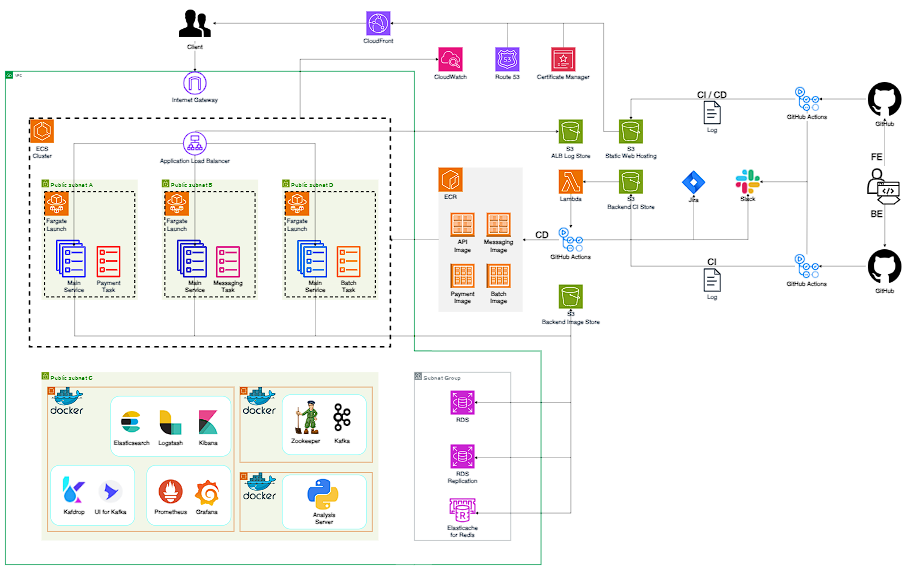 Client
CloudFront
CloudWatch
Route 53
Certificate Manager
VPC
Internet Gateway
CI / CD
Log
GitHub Actions
GitHub
ECS
Cluster
Application Load Balancer
S3
ALB Log Store
S3
Static Web Hosting
FE
BE
Public subnet A
Public subnet B
Public subnet D
Fargate
Launch
Fargate
Launch
Fargate
Launch
Main
Service
Payment
Task
Main
Service
Messaging
Task
Main
Service
Batch
Task
ECR
API
Image
Messaging
Image
Payment
Image
Batch
Image
Lambda
S3
Backend CI Store
Jira
Slack
CD
GitHub Actions
CI
Log
GitHub Actions
GitHub
S3
Backend Image Store
Public subnet C
docker
Elasticsearch
Logstash
Kibana
Kafdrop
UI for Kafka
Prometheus
Grafana
docker
Zookeeper
Kafka
docker
Analysis
Server
Subnet Group
RDS
RDS
Replication
Elasticache
for Redis